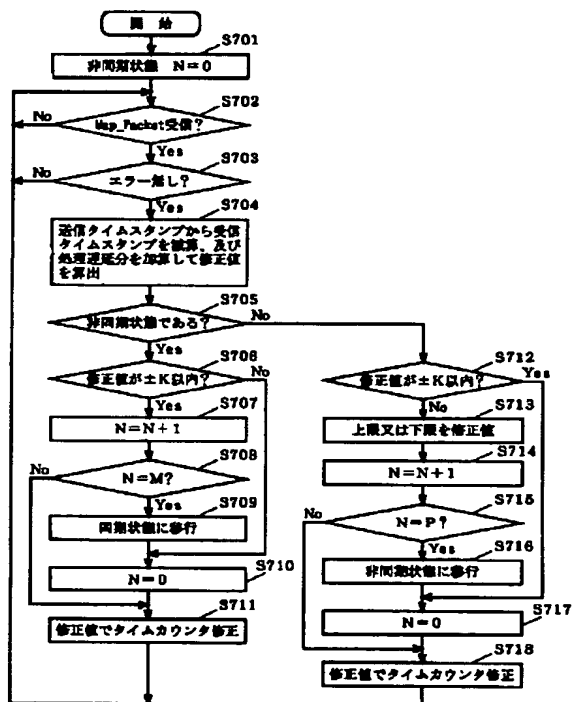 開始
S701
非同期状態 N=0
S702
Map_Packet受信?
No
Yes
S703
エラー無し?
No
Yes
S704
送信タイムスタンプから受信
タイムスタンプを減算、及び
処理遅延分を加算して修正値
を算出
S705
非同期状態である?
No
Yes
S706
修正値が±K以内?
No
Yes
S707
N=N+1
S708
N=M?
No
Yes
S709
同期状態に移行
S710
N=0
S711
修正値でタイムカウンタ修正
S712
修正値が±K以内?
Yes
No
S713
上限又は下限を修正値
S714
N=N+1
S715
N=P?
No
Yes
S716
非同期状態に移行
S717
N=0
S718
修正値でタイムカウンタ修正